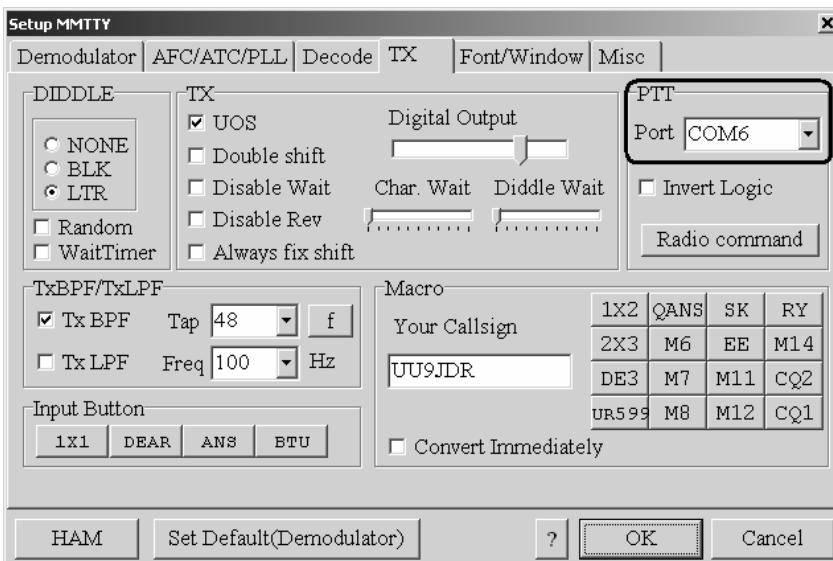 Setup MMTTY
Demodulator AFC/ATC/PLL Decode TX Font/Window Misc
DIDDLE
NONE
BLK
LTR
Random
WaitTimer
TX
UOS
Double shift
Disable Wait
Disable Rev
Always fix shift
Digital Output
Char. Wait Diddle Wait
PTT
Port COM6
Invert Logic
Radio command
TxBPF/TxLPF
Tx BPF Tap 48 f
Tx LPF Freq 100 Hz
Input Button
1X1 DEAR ANS BTU
Macro
Your Callsign
UU9JDR
Convert Immediately
1X2 QANS SK RY
2X3 M6 EE M14
DE3 M7 M11 CQ2
UR599 M8 M12 CQ1
HAM Set Default(Demodulator) ? OK Cancel